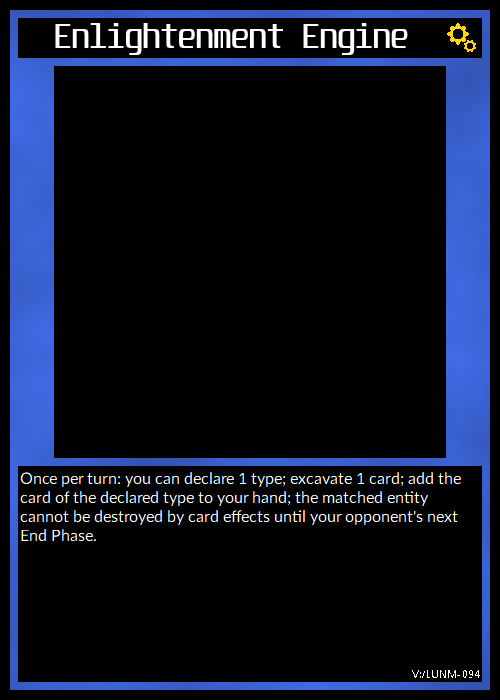 Enlightenment Engine
Once per turn: you can declare 1 type; excavate 1 card; add the
card of the declared type to your hand; the matched entity
cannot be destroyed by card effects until your opponent's next
End Phase.
V:/LUNM-094